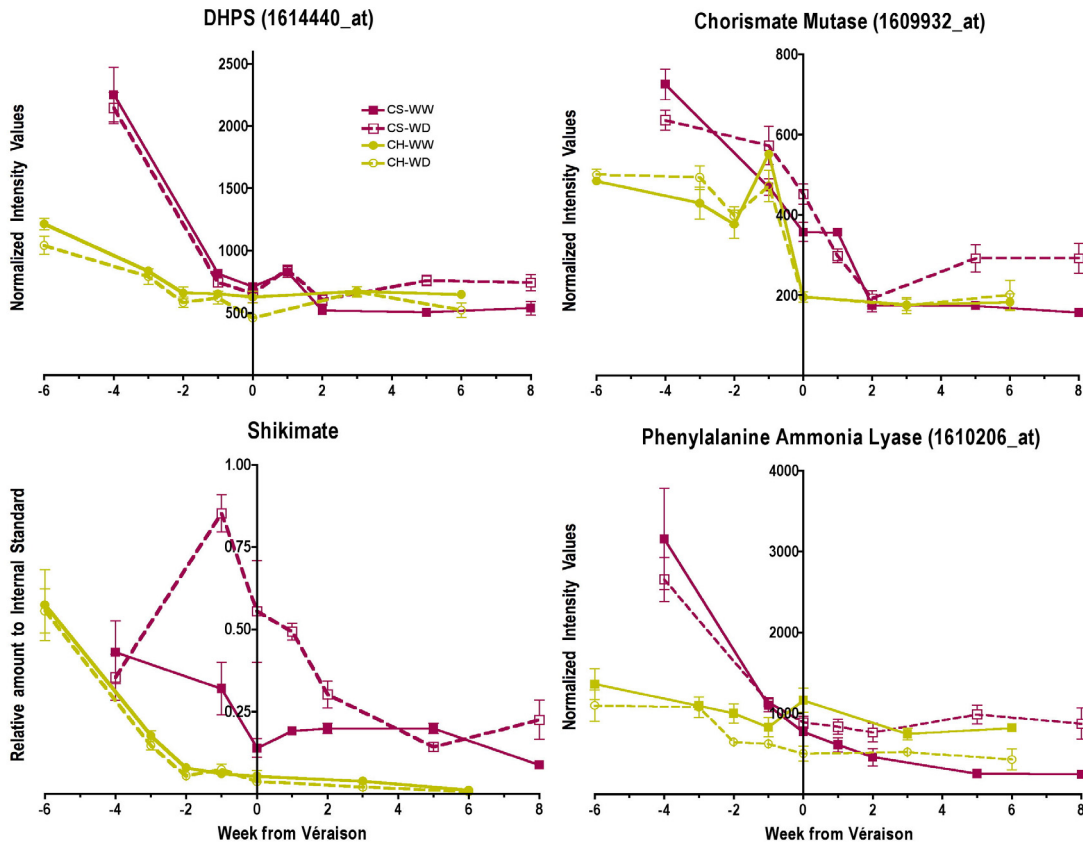 DHPS (1614440_at)
Normalized Intensity Values
2500
2000
1500
1000
500
-6 -4 -2 0 2 4 6 8
CS-WW
CS-WD
CH-WW
CH-WD
Chorismate Mutase (1609932_at)
Normalized Intensity Values
800
600
400
200
-6 -4 -2 0 2 4 6 8
Shikimate
Relative amount to Internal Standard
1.00
0.75
0.50
0.25
-6 -4 -2 0 2 4 6 8
Week from Véraison
Phenylalanine Ammonia Lyase (1610206_at)
Normalized Intensity Values
4000
3000
2000
1000
-6 -4 -2 0 2 4 6 8
Week from Véraison